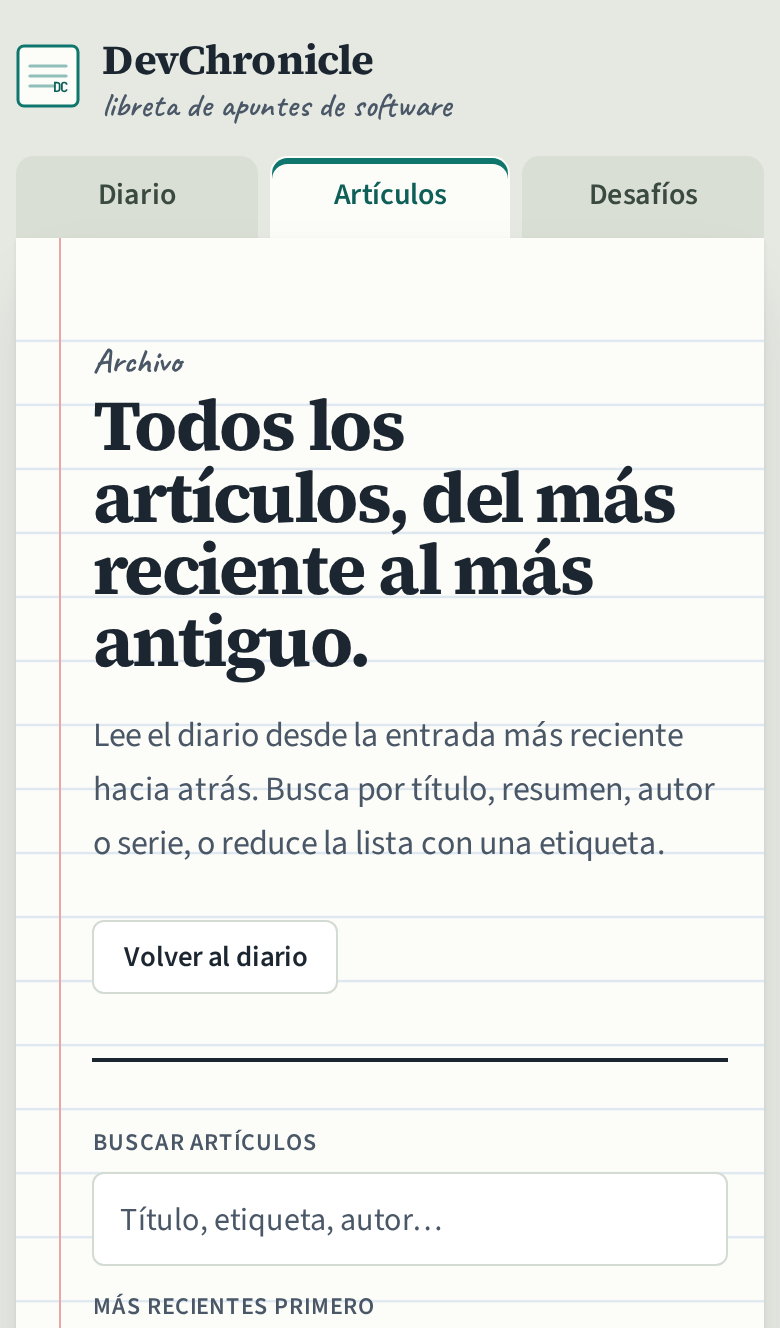 DC
DevChronicle
libreta de apuntes de software
Diario
Artículos
Desafíos
Archivo
Todos los
artículos, del más
reciente al más
antiguo.
Lee el diario desde la entrada más reciente
hacia atrás. Busca por título, resumen, autor
o serie, o reduce la lista con una etiqueta.
Volver al diario
BUSCAR ARTÍCULOS
Título, etiqueta, autor…
MÁS RECIENTES PRIMERO